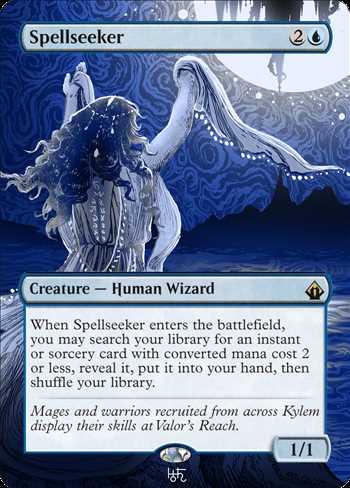 Spellseeker 2
Creature — Human Wizard
When Spellseeker enters the battlefield,
you may search your library for an instant
or sorcery card with converted mana cost 2
or less, reveal it, put it into your hand, then
shuffle your library.
Mages and warriors recruited from across Kylem
display their skills at Valor's Reach.
1/1